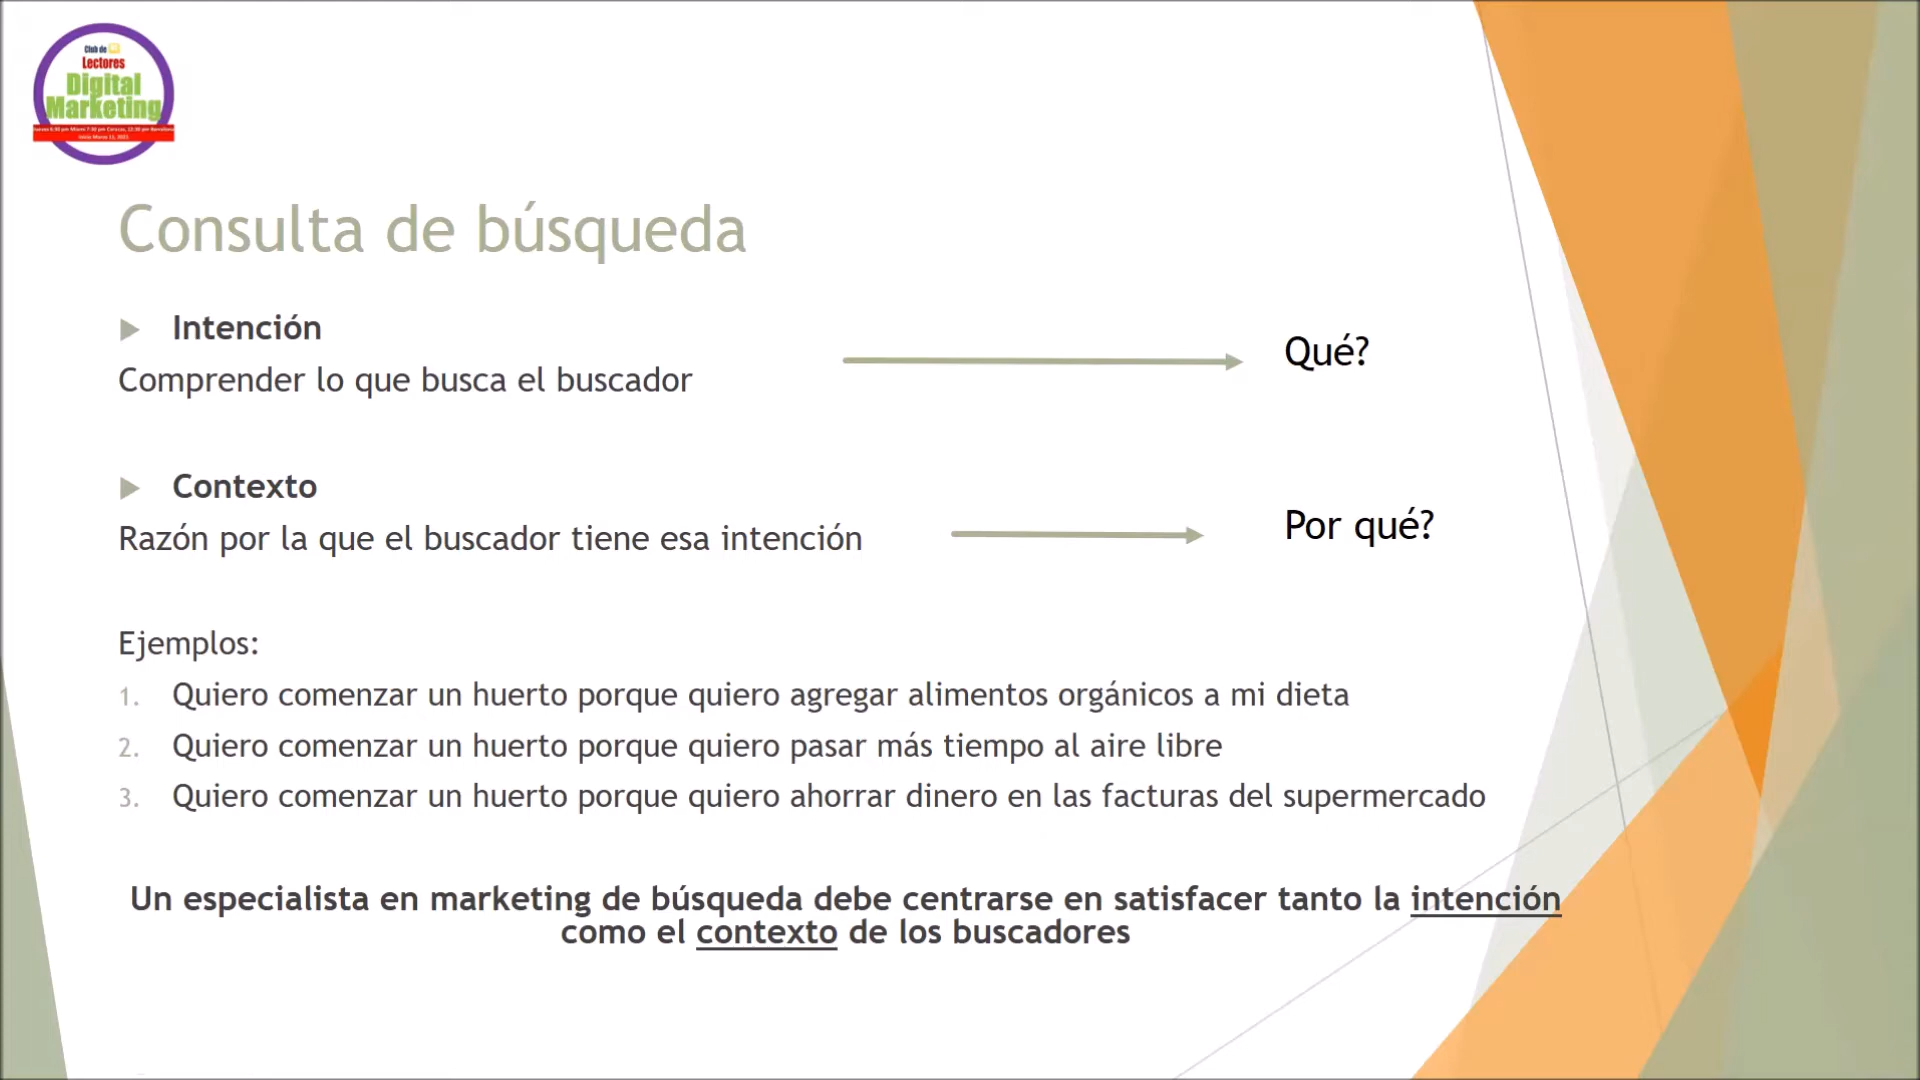 Club de
Lectores
Digital
Marketing
Consulta de búsqueda
Intención
Comprender lo que busca el buscador
Qué?
Contexto
Razón por la que el buscador tiene esa intención
Por qué?
Ejemplos:
1. Quiero comenzar un huerto porque quiero agregar alimentos orgánicos a mi dieta
2. Quiero comenzar un huerto porque quiero pasar más tiempo al aire libre
3. Quiero comenzar un huerto porque quiero ahorrar dinero en las facturas del supermercado
Un especialista en marketing de búsqueda debe centrarse en satisfacer tanto la intención
como el contexto de los buscadores